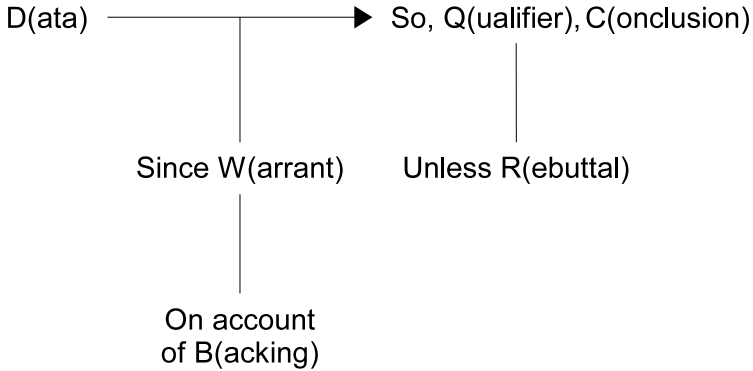 D(ata)
So, Q(ualifier), C(onclusion)
Since W(arrant)
Unless R(ebuttal)
On account
of B(acking)